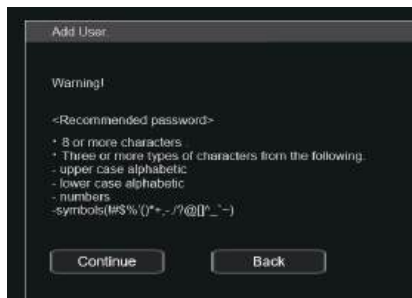 Add User.
Warning!
<Recommended password>
* 8 or more characters
* Three or more types of characters from the following.
- upper case alphabetic
- lower case alphabetic
- numbers
-symbols(!#$%'()*+,-./?@[]^_`~)
Continue
Back